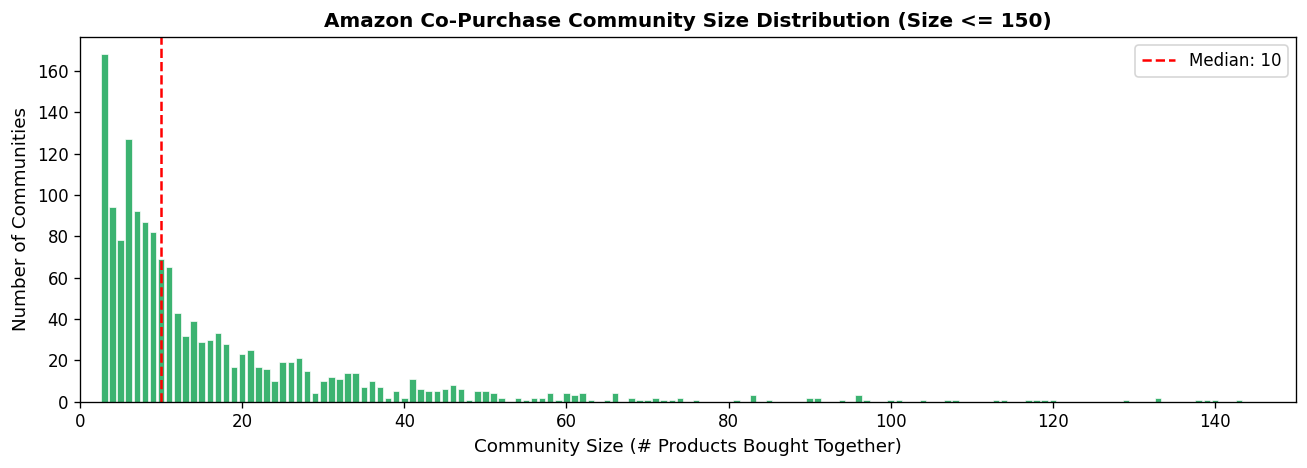 Amazon Co-Purchase Community Size Distribution (Size <= 150)
Median: 10
Number of Communities
160
140
120
100
80
60
40
20
0
0 20 40 60 80 100 120 140
Community Size (# Products Bought Together)